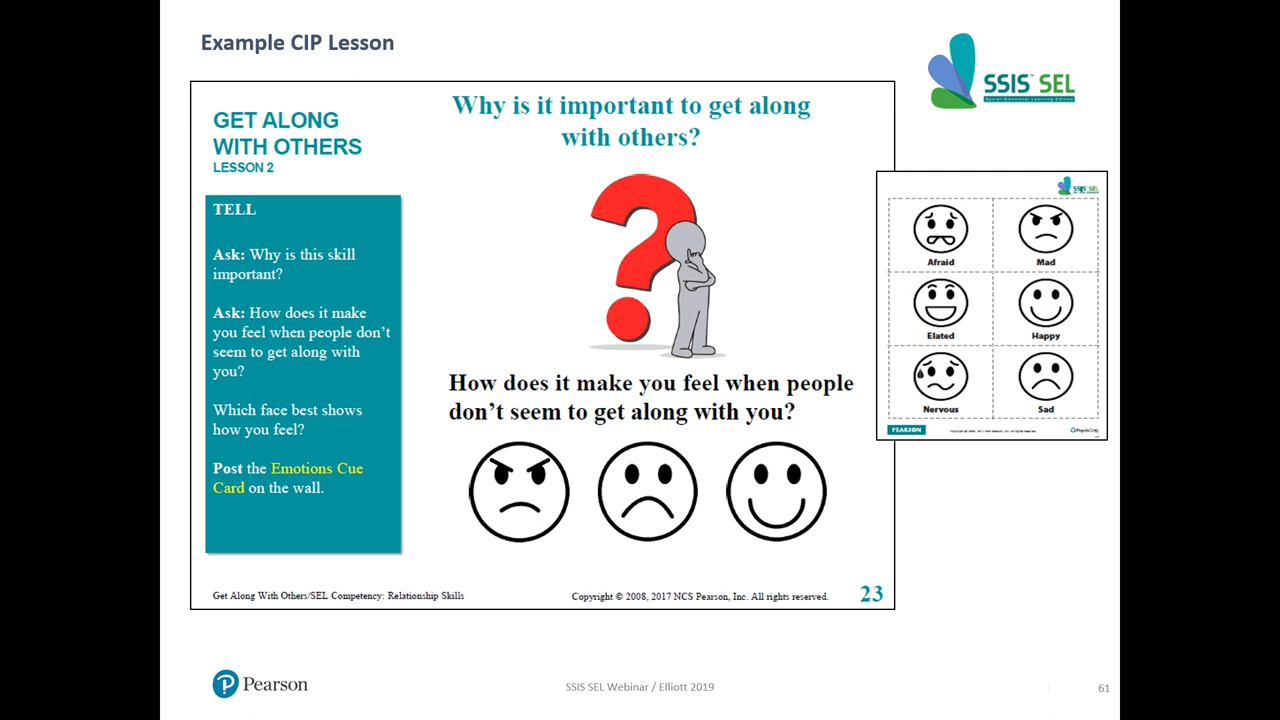 Example CIP Lesson
SSIS™ SEL
Social-Emotional Learning Edition
GET ALONG
WITH OTHERS
LESSON 2
TELL
Ask: Why is this skill
important?
Ask: How does it make
you feel when people don’t
seem to get along with
you?
Which face best shows
how you feel?
Post the Emotions Cue
Card on the wall.
Why is it important to get along
with others?
How does it make you feel when people
don’t seem to get along with you?
Get Along With Others/SEL Competency: Relationship Skills
Copyright © 2008, 2017 NCS Pearson, Inc. All rights reserved.
23
SSIS™ SEL
Afraid
Mad
Elated
Happy
Nervous
Sad
PEARSON
PsychCorp
Pearson
SSIS SEL Webinar / Elliott 2019
61